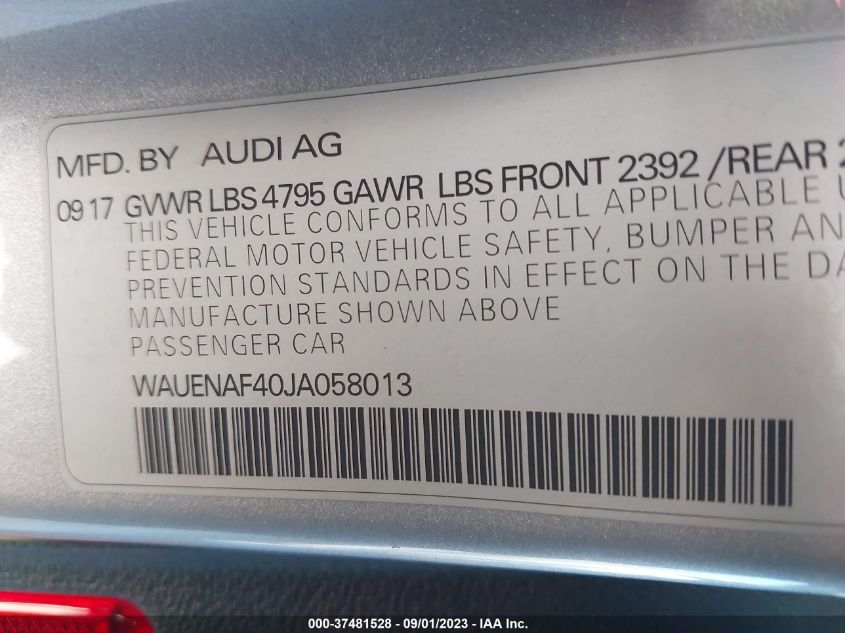 MFD. BY AUDI AG
09 17 GVWR LBS 4795 GAWR LBS FRONT 2392 /REAR
THIS VEHICLE CONFORMS TO ALL APPLICABLE
FEDERAL MOTOR VEHICLE SAFETY, BUMPER
PREVENTION STANDARDS IN EFFECT ON THE
MANUFACTURE SHOWN ABOVE
PASSENGER CAR
WAUENAF40JA058013
000-37481528 - 09/01/2023 - IAA Inc.